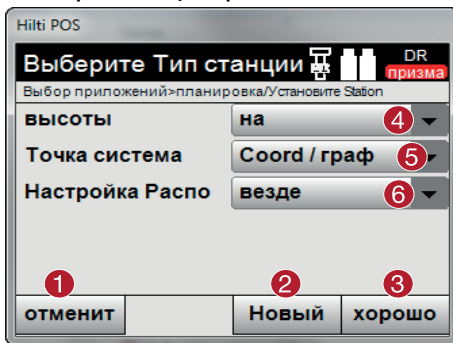 Hilti POS
Выберите Тип станции DR
призма
Выбор приложений>планировка/Установите Station
высоты на 4
Точка система Coord / граф 5
Настройка Распо везде 6
1 2 3
отменит Новый хорошо